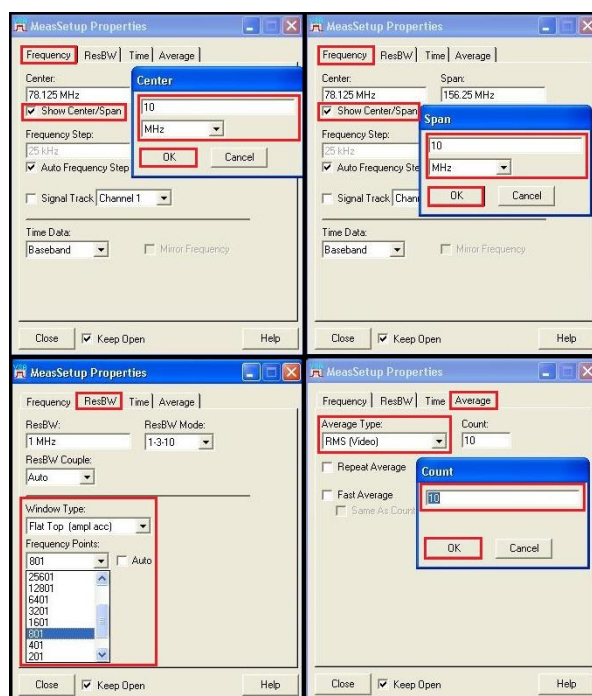 MeasSetup Properties
Frequency ResBW Time Average
Center:
78.125 MHz
Show Center/Span
Frequency Step:
25 kHz
Auto Frequency Step
Signal Track Channel 1
Time Data:
Baseband Mirror Frequency
Close Keep Open Help
Center
10
MHz
OK Cancel
MeasSetup Properties
Frequency ResBW Time Average
Center: Span:
78.125 MHz 156.25 MHz
Show Center/Span
Frequency Step:
25 kHz
Auto Frequency Ste
Signal Track Chann
Time Data:
Baseband Mirror Frequency
Close Keep Open Help
Span
10
MHz
OK Cancel
MeasSetup Properties
Frequency ResBW Time Average
ResBW: ResBW Mode:
1 MHz 1-3-10
ResBW Couple:
Auto
Window Type:
Flat Top (ampl acc)
Frequency Points:
801 Auto
25601
12801
6401
3201
1601
801
401
201
Close Keep Open Help
MeasSetup Properties
Frequency ResBW Time Average
Average Type: Count:
RMS (Video) 10
Repeat Average
Fast Average
Same As Count
Close Keep Open Help
Count
10
OK Cancel